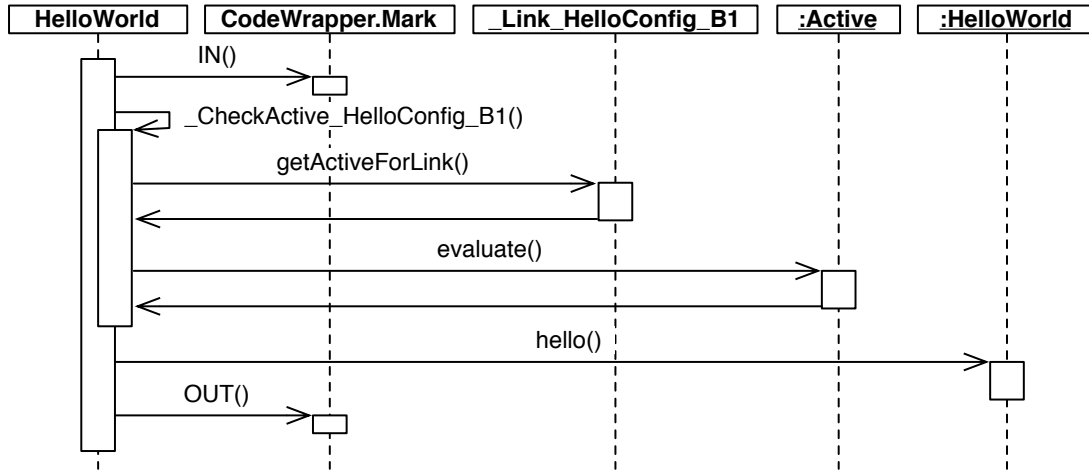 HelloWorld
CodeWrapper.Mark
_Link_HelloConfig_B1
:Active
:HelloWorld
IN()
_CheckActive_HelloConfig_B1()
getActiveForLink()
evaluate()
hello()
OUT()